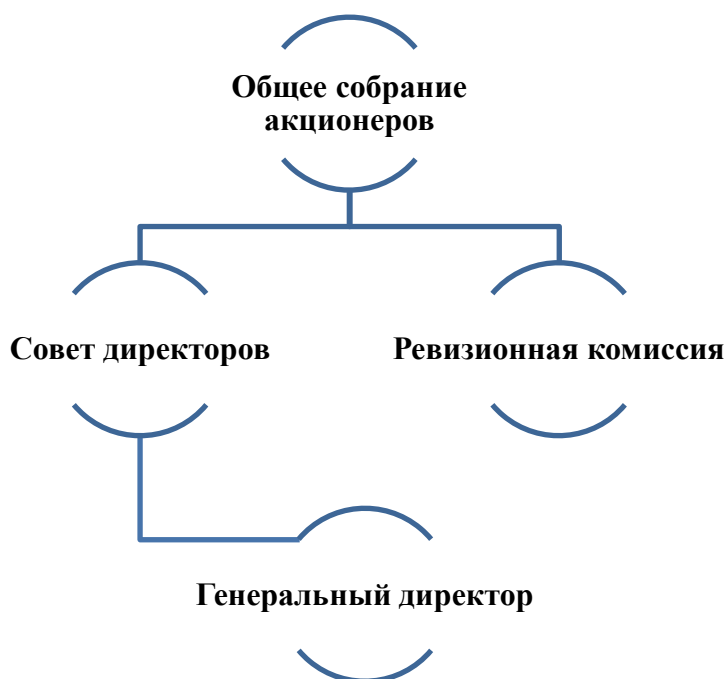 Общее собрание
акционеров
Совет директоров
Ревизионная комиссия
Генеральный директор